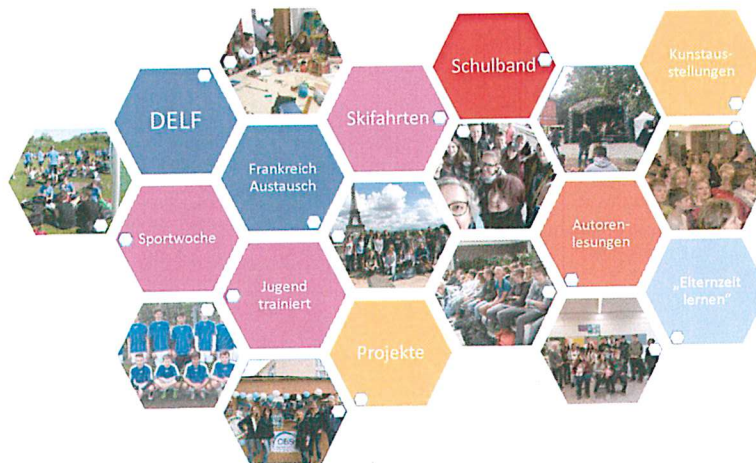 DELF
Skifahrten
Schulband
Kunstaus-
stellungen
Frankreich
Austausch
Sportwoche
Autoren-
lesungen
Jugend
trainiert
Projekte
„Elternzeit
lernen“